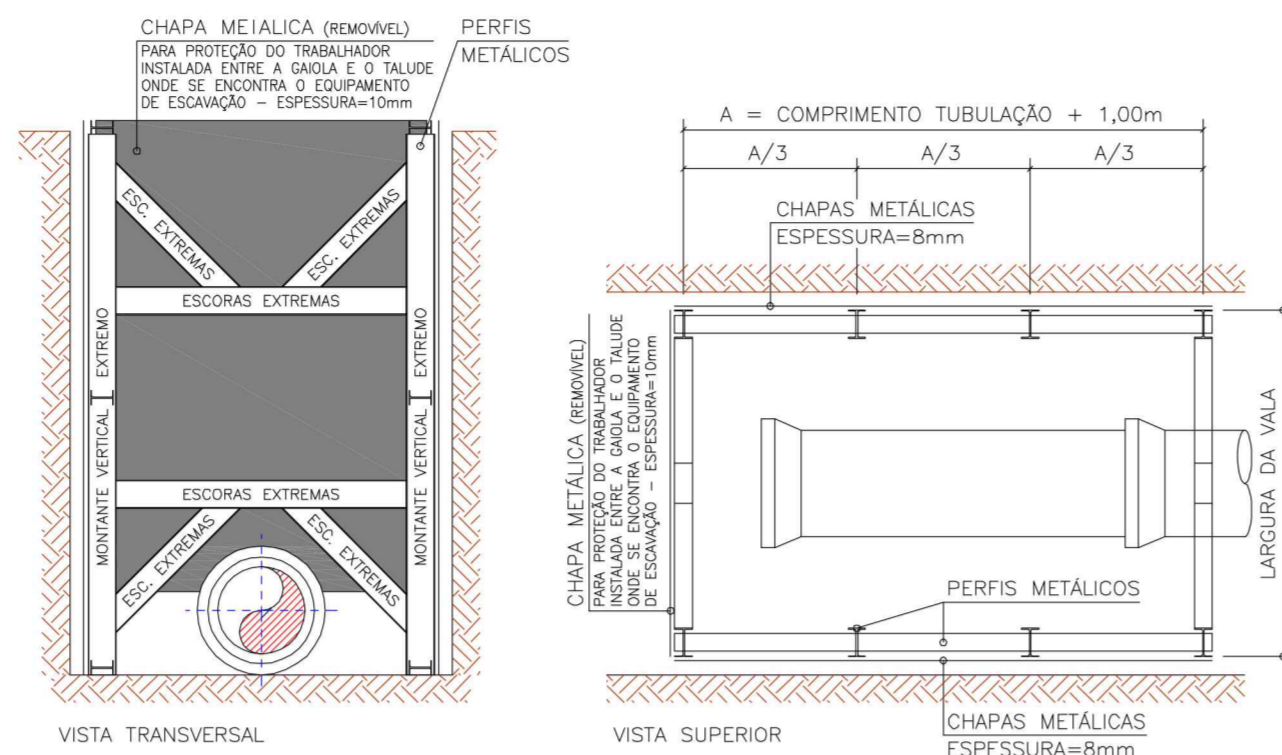 CHAPA MEIALICA (REMOVÍVEL)
PARA PROTEÇÃO DO TRABALHADOR
INSTALADA ENTRE A GAIOLA E O TALUDE
ONDE SE ENCONTRA O EQUIPAMENTO
DE ESCAVAÇÃO – ESPESSURA=10mm
PERFIS
METÁLICOS
ESC. EXTREMAS
ESC. EXTREMAS
ESCORAS EXTREMAS
MONTANTE VERTICAL EXTREMO
MONTANTE VERTICAL EXTREMO
ESCORAS EXTREMAS
ESC. EXTREMAS
ESC. EXTREMAS
VISTA TRANSVERSAL
A = COMPRIMENTO TUBULAÇÃO + 1,00m
A/3 A/3 A/3
CHAPAS METÁLICAS
ESPESSURA=8mm
CHAPA METÁLICA (REMOVÍVEL)
PARA PROTEÇÃO DO TRABALHADOR
INSTALADA ENTRE A GAIOLA E O TALUDE
ONDE SE ENCONTRA O EQUIPAMENTO
DE ESCAVAÇÃO – ESPESSURA=10mm
LARGURA DA VALA
PERFIS METÁLICOS
VISTA SUPERIOR
CHAPAS METÁLICAS
ESPESSURA=8mm